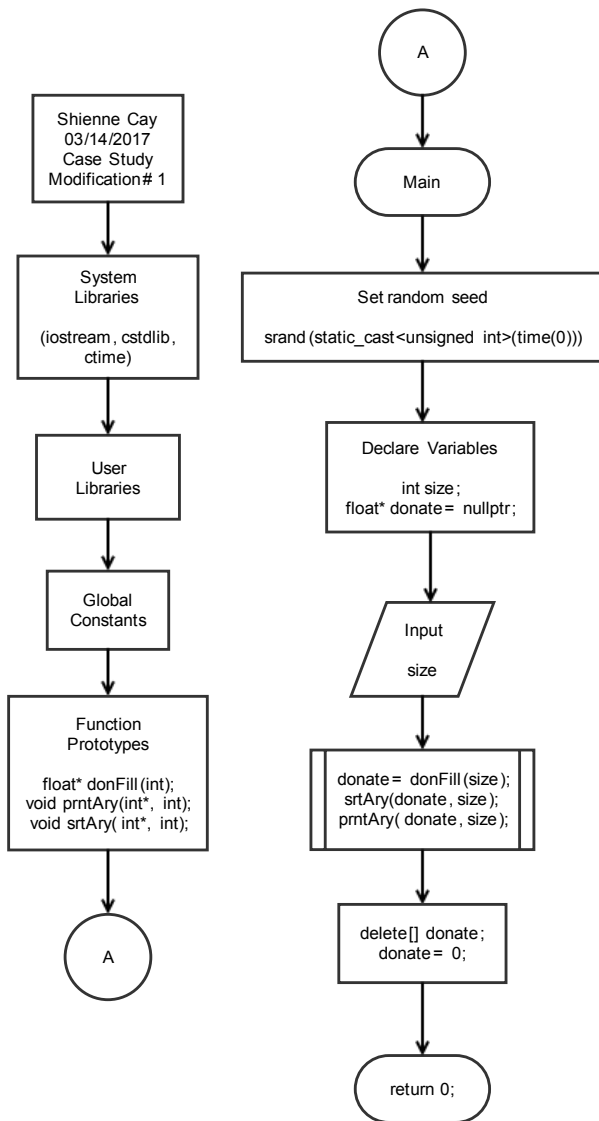 Shienne Cay
03/14/2017
Case Study
Modification# 1
System
Libraries
(iostream, cstdlib,
ctime)
User
Libraries
Global
Constants
Function
Prototypes
float* donFill(int);
void prntAry(int*, int);
void srtAry( int*, int);
A
A
Main
Set random seed
srand(static_cast<unsigned int>(time(0)))
Declare Variables
int size;
float* donate= nullptr;
Input
size
donate= donFill(size);
srtAry(donate, size);
prntAry( donate, size);
delete[] donate;
donate= 0;
return 0;